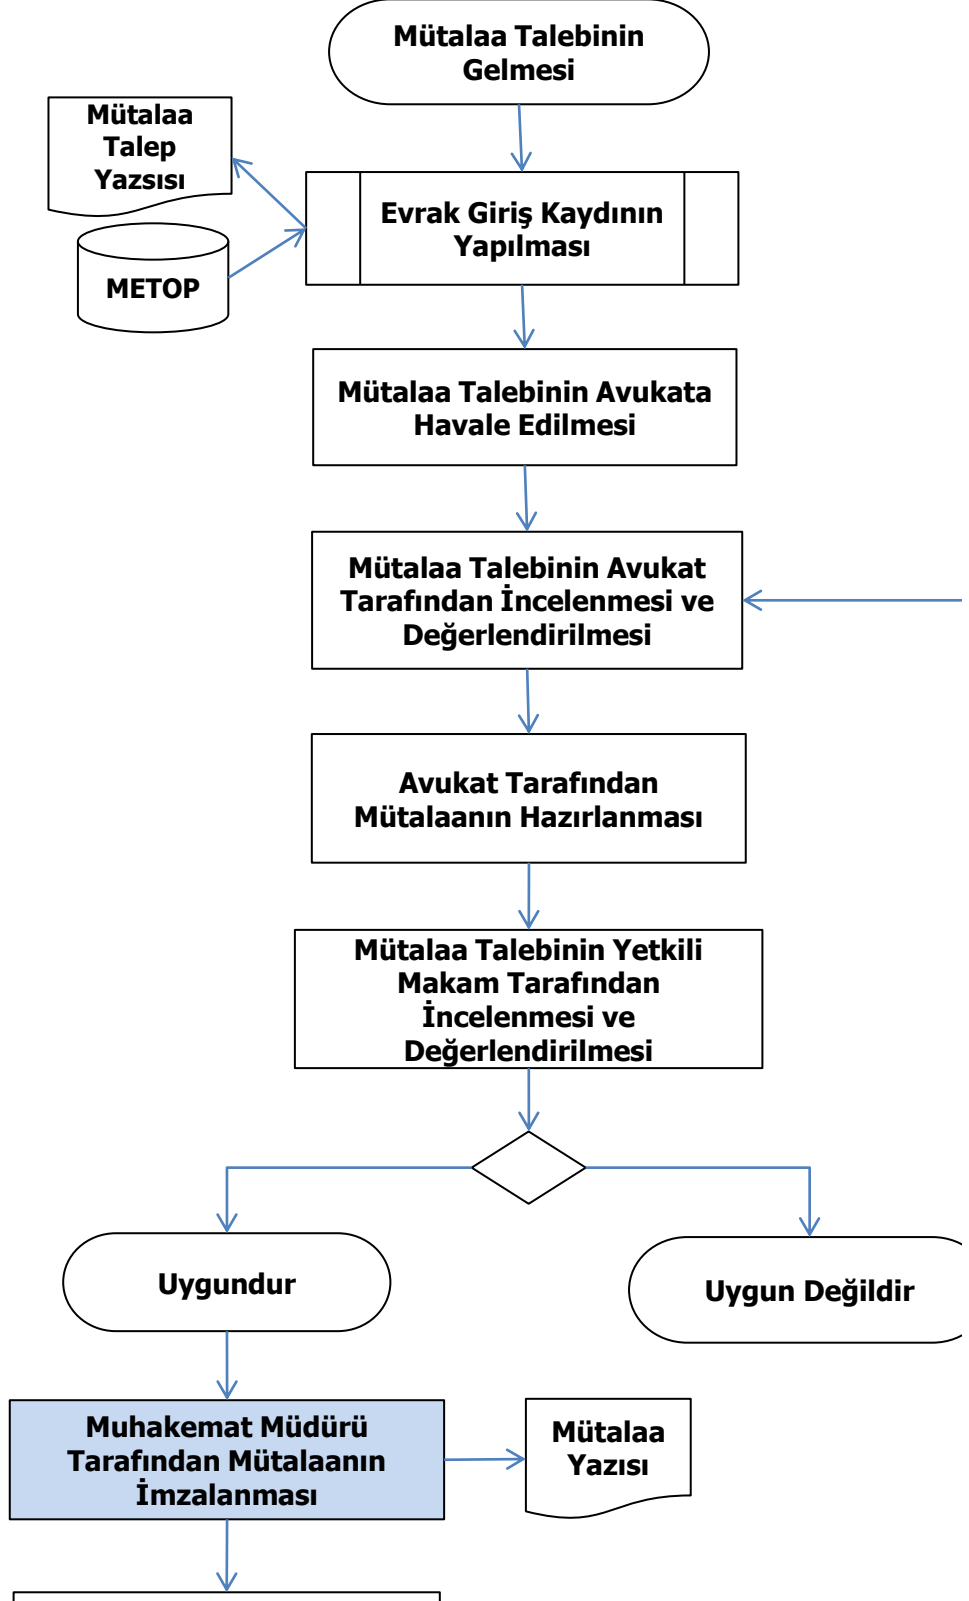 Mütalaa Talebinin
Gelmesi
Mütalaa
Talep
Yazsısı
Evrak Giriş Kaydının
Yapılması
METOP
Mütalaa Talebinin Avukata
Havale Edilmesi
Mütalaa Talebinin Avukat
Tarafından İncelenmesi ve
Değerlendirilmesi
Avukat Tarafından
Mütalaanın Hazırlanması
Mütalaa Talebinin Yetkili
Makam Tarafından
İncelenmesi ve
Değerlendirilmesi
Uygundur
Uygun Değildir
Muhakemat Müdürü
Tarafından Mütalaanın
İmzalanması
Mütalaa
Yazısı